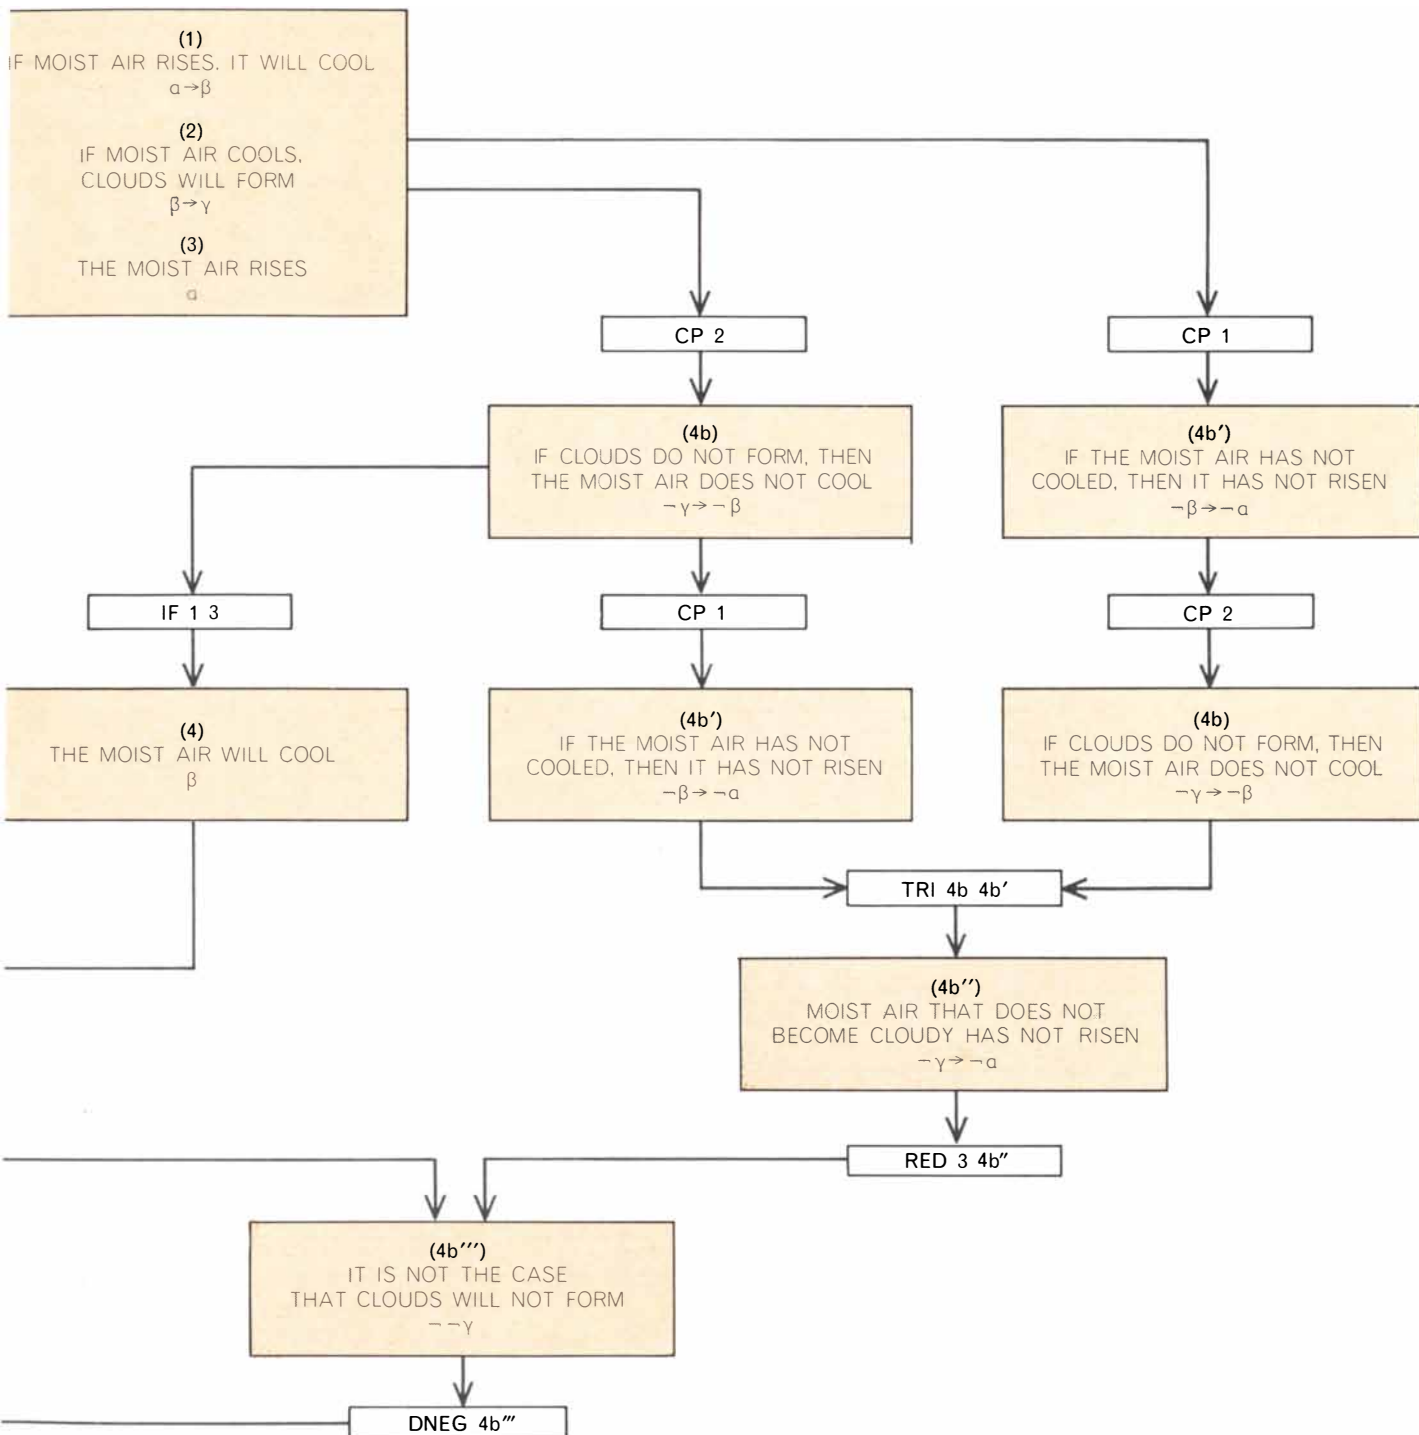 (1)
IF MOIST AIR RISES. IT WILL COOL
α→β
(2)
IF MOIST AIR COOLS,
CLOUDS WILL FORM
β→γ
(3)
THE MOIST AIR RISES
α
CP 2
CP 1
(4b)
IF CLOUDS DO NOT FORM, THEN
THE MOIST AIR DOES NOT COOL
¬γ→¬β
(4b′)
IF THE MOIST AIR HAS NOT
COOLED, THEN IT HAS NOT RISEN
¬β→¬α
IF 1 3
CP 1
CP 2
(4)
THE MOIST AIR WILL COOL
β
(4b′)
IF THE MOIST AIR HAS NOT
COOLED, THEN IT HAS NOT RISEN
¬β→¬α
(4b)
IF CLOUDS DO NOT FORM, THEN
THE MOIST AIR DOES NOT COOL
¬γ→¬β
TRI 4b 4b′
(4b′′)
MOIST AIR THAT DOES NOT
BECOME CLOUDY HAS NOT RISEN
¬γ→¬α
RED 3 4b″
(4b′′′)
IT IS NOT THE CASE
THAT CLOUDS WILL NOT FORM
¬¬γ
DNEG 4b‴